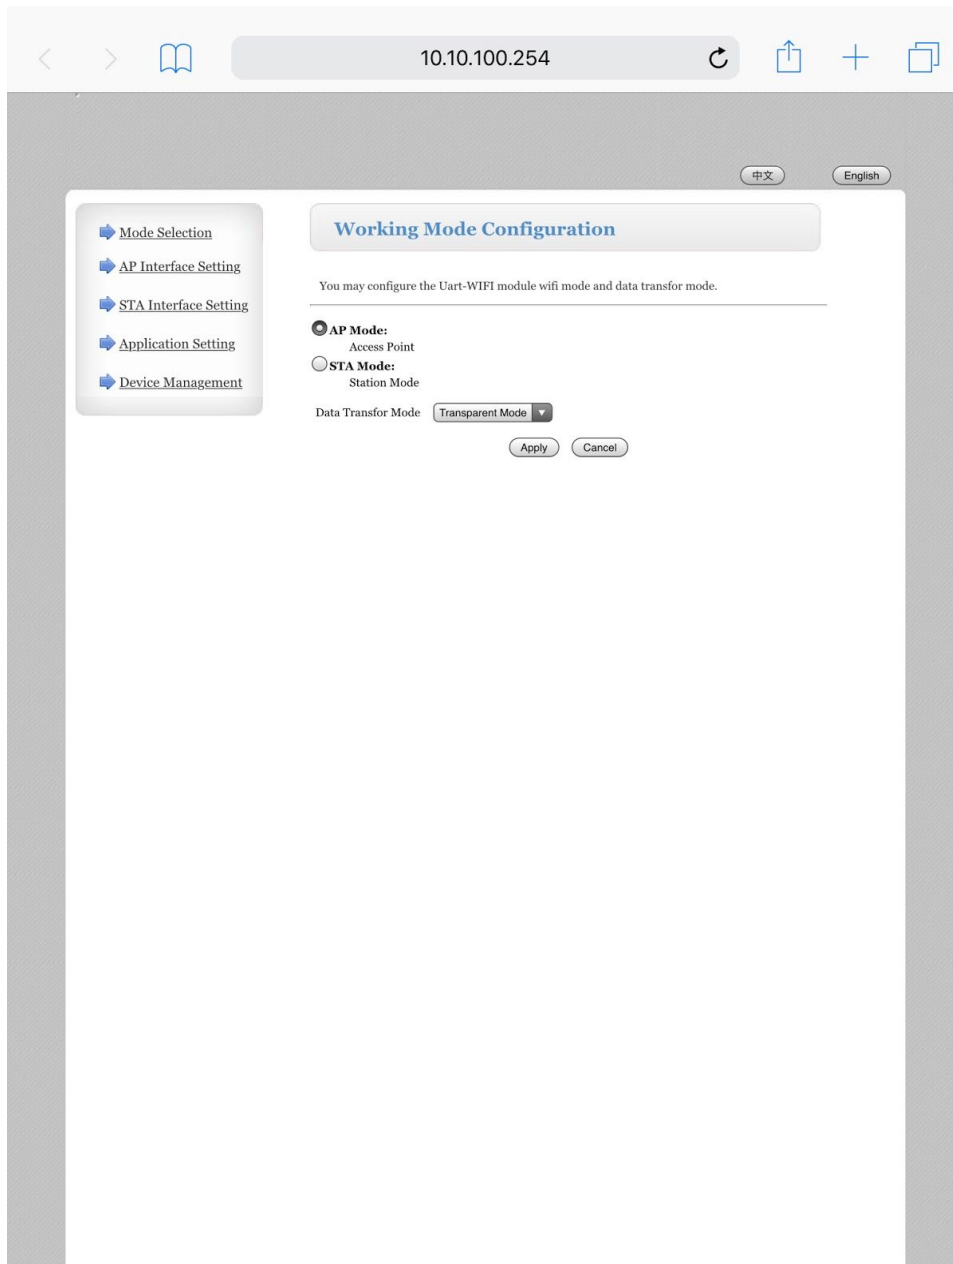 10.10.100.254
中文
English
Mode Selection
AP Interface Setting
STA Interface Setting
Application Setting
Device Management
Working Mode Configuration
You may configure the Uart-WIFI module wifi mode and data transfor mode.
AP Mode:
Access Point
STA Mode:
Station Mode
Data Transfor Mode Transparent Mode
Apply Cancel